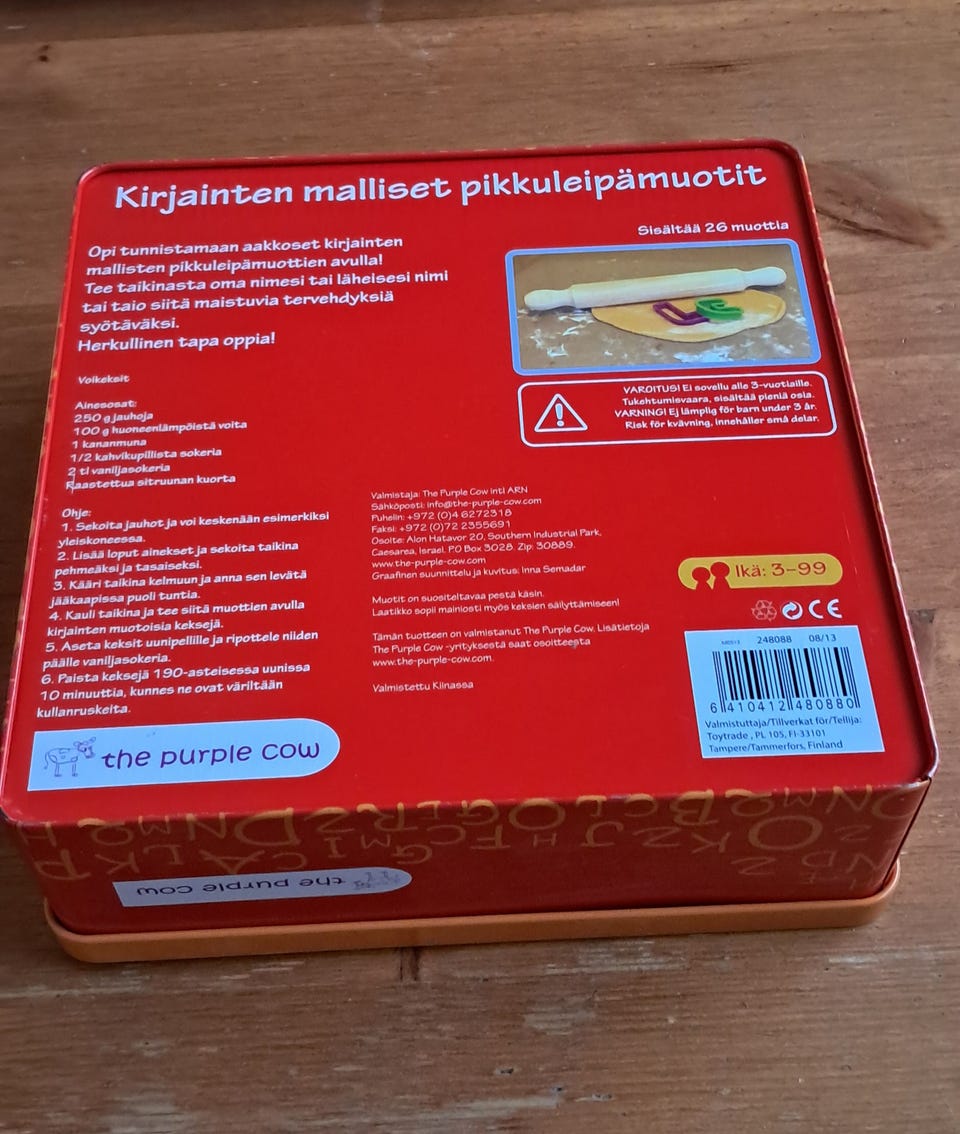 Kirjainten malliset pikkuleipämuotit
Sisältää 26 muottia
Opi tunnistamaan aakkoset kirjainten
mallisten pikkuleipämuottien avulla!
Tee taikinasta oma nimesi tai läheisesi nimi
tai taio siitä maistuvia tervehdyksiä
syötäväksi.
Herkullinen tapa oppia!
Voikeksit
Ainesosat:
250 g jauhoja
100 g huoneenlämpöistä voita
1 kananmuna
1/2 kahvikupillista sokeria
2 tl vaniljasokeria
Raastettua sitruunan kuorta
Ohje:
1. Sekoita jauhot ja voi keskenään esimerkiksi
yleiskoneessa.
2. Lisää loput ainekset ja sekoita taikina
pehmeäksi ja tasaiseksi.
3. Kääri taikina kelmuun ja anna sen levätä
jääkaapissa puoli tuntia.
4. Kauli taikina ja tee siitä muottien avulla
kirjainten muotoisia keksejä.
5. Aseta keksit uunipellille ja ripottele niiden
päälle vaniljasokeria.
6. Paista keksejä 190-asteisessa uunissa
10 minuuttia, kunnes ne ovat väriltään
kullanruskeita.
VAROITUS! Ei sovellu alle 3-vuotiaille.
Tukehtumisvaara, sisältää pieniä osia.
VARNING! Ej lämplig för barn under 3 år.
Risk för kvävning, innehåller små delar.
Valmistaja: The Purple Cow Intl ARN
Sähköposti: info@the-purple-cow.com
Puhelin: +972 (0)4 6272318
Faksi: +972 (0)72 2355691
Osoite: Alon Hatavor 20, Southern Industrial Park,
Caesarea, Israel. PO Box 3028. Zip: 30889.
www.the-purple-cow.com
Graafinen suunnittelu ja kuvitus: Inna Semadar
Muotit on suositeltavaa pestä käsin.
Laatikko sopii mainiosti myös keksien säilyttämiseen!
Tämän tuotteen on valmistanut The Purple Cow. Lisätietoja
The Purple Cow -yrityksestä saat osoitteesta
www.the-purple-cow.com.
Valmistettu Kiinassa
Ikä: 3-99
CE
248088 08/13
6 410412 480880
Valmistuttaja/Tillverkat för/Tellija:
Toytrade , PL 105, FI-33101
Tampere/Tammerfors, Finland
the purple cow
the purple cow